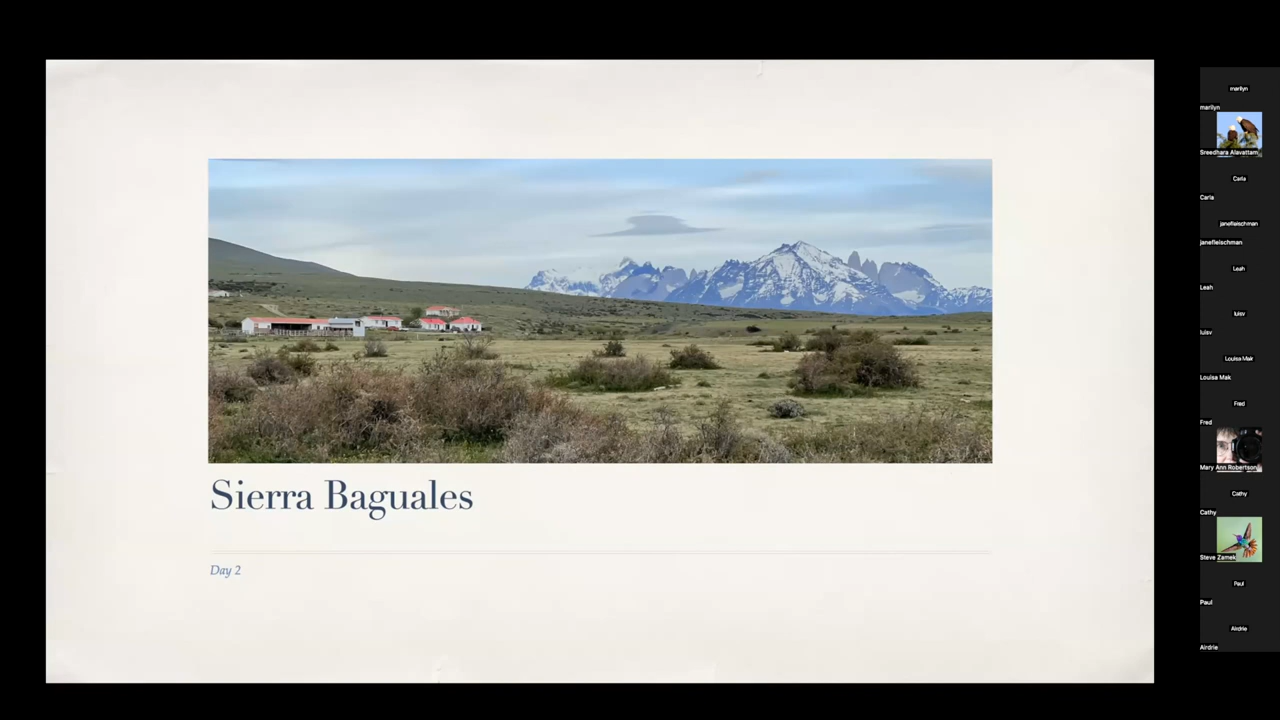 Sierra Baguales
Day 2
marilyn
marilyn
Sreedhara Alavattam
Carla
Carla
janefleischman
janefleischman
Leah
Leah
luisv
luisv
Louisa Mak
Louisa Mak
Fred
Fred
Mary Ann Robertson
Cathy
Cathy
Steve Zamek
Paul
Paul
Airdrie
Airdrie